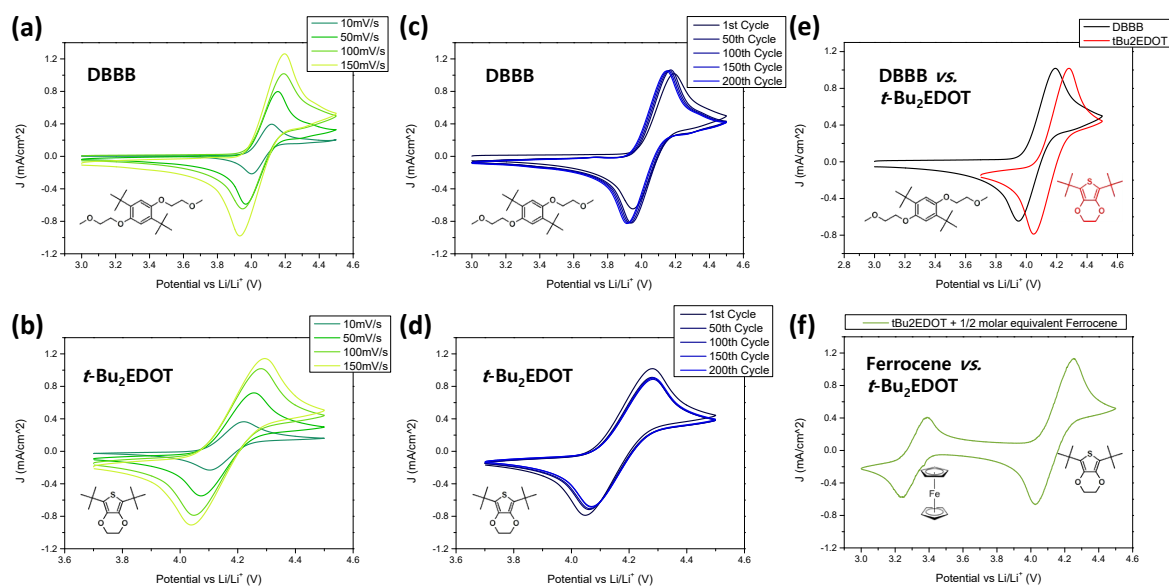 (a)
DBBB
10mV/s
50mV/s
100mV/s
150mV/s
1.2
0.8
0.4
0.0
-0.4
-0.8
-1.2
J (mA/cm²)
O
O
O
O
3.0 3.2 3.4 3.6 3.8 4.0 4.2 4.4 4.6
Potential vs Li/Li⁺ (V)
(c)
DBBB
1st Cycle
50th Cycle
100th Cycle
150th Cycle
200th Cycle
1.2
0.8
0.4
0.0
-0.4
-0.8
-1.2
J (mA/cm²)
O
O
O
O
3.0 3.2 3.4 3.6 3.8 4.0 4.2 4.4 4.6
Potential vs Li/Li⁺ (V)
(e)
DBBB
tBu2EDOT
DBBB vs.
t-Bu₂EDOT
1.2
0.8
0.4
0.0
-0.4
-0.8
-1.2
J (mA/cm²)
O
O
O
O
S
O O
2.8 3.0 3.2 3.4 3.6 3.8 4.0 4.2 4.4 4.6
Potential vs Li/Li⁺ (V)
(b)
t-Bu₂EDOT
10mV/s
50mV/s
100mV/s
150mV/s
1.2
0.8
0.4
0.0
-0.4
-0.8
-1.2
J (mA/cm²)
S
O O
3.6 3.8 4.0 4.2 4.4 4.6
Potential vs Li/Li⁺ (V)
(d)
t-Bu₂EDOT
1st Cycle
50th Cycle
100th Cycle
150th Cycle
200th Cycle
1.2
0.8
0.4
0.0
-0.4
-0.8
-1.2
J (mA/cm²)
S
O O
3.6 3.8 4.0 4.2 4.4 4.6
Potential vs Li/Li⁺ (V)
(f)
tBu2EDOT + 1/2 molar equivalent Ferrocene
Ferrocene vs.
t-Bu₂EDOT
1.2
0.8
0.4
0.0
-0.4
-0.8
-1.2
J (mA/cm²)
Fe
S
O O
3.0 3.2 3.4 3.6 3.8 4.0 4.2 4.4 4.6
Potential vs Li/Li⁺ (V)